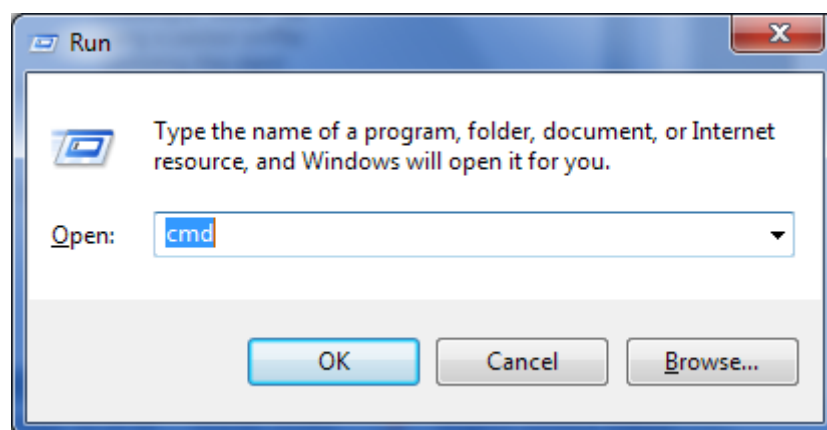 Run
Type the name of a program, folder, document, or Internet
resource, and Windows will open it for you.
Open:
cmd
OK
Cancel
Browse...